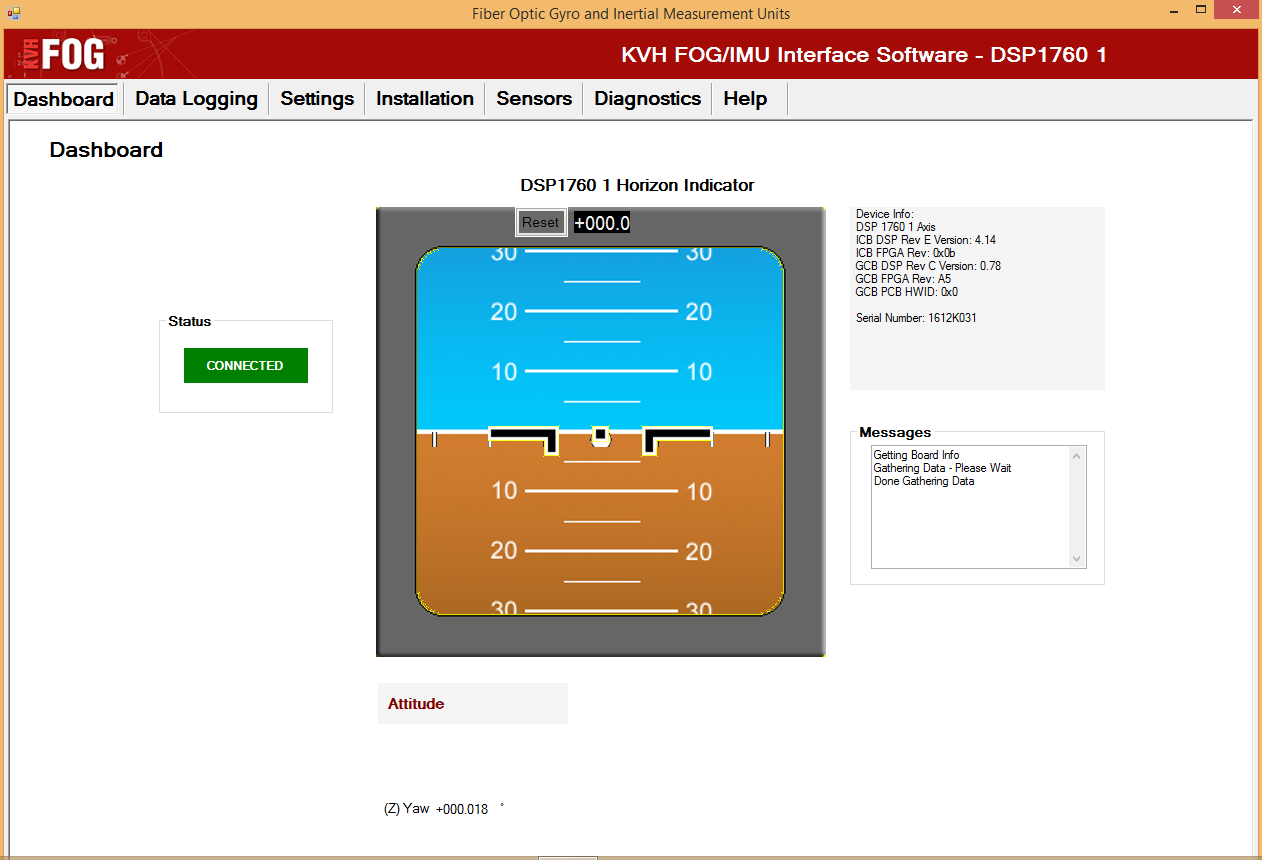 Fiber Optic Gyro and Inertial Measurement Units
KVH FOG
KVH FOG/IMU Interface Software - DSP1760 1
Dashboard Data Logging Settings Installation Sensors Diagnostics Help
Dashboard
DSP1760 1 Horizon Indicator
Reset +000.0
30 30
20 20
10 10
10 10
20 20
30 30
Status
CONNECTED
Device Info:
DSP 1760 1 Axis
ICB DSP Rev E Version: 4.14
ICB FPGA Rev: 0x0b
GCB DSP Rev C Version: 0.78
GCB FPGA Rev: A5
GCB PCB HWID: 0x0
Serial Number: 1612K031
Messages
Getting Board Info
Gathering Data - Please Wait
Done Gathering Data
Attitude
(Z) Yaw +000.018 °